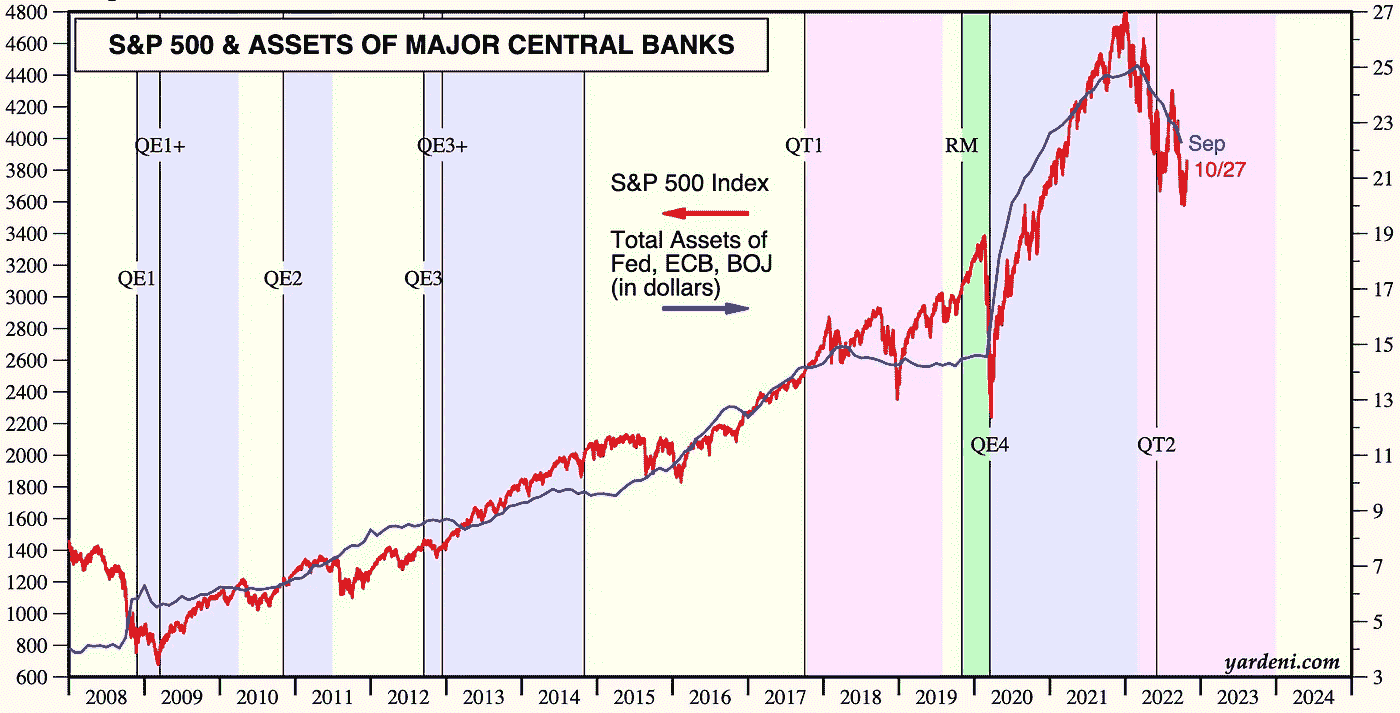 S&P 500 & ASSETS OF MAJOR CENTRAL BANKS
4800
4600
4400
4200
4000
3800
3600
3400
3200
3000
2800
2600
2400
2200
2000
1800
1600
1400
1200
1000
800
600
QE1+
QE3+
QT1
RM
QE1
QE2
QE3
QE4
QT2
S&P 500 Index
Total Assets of
Fed, ECB, BOJ
(in dollars)
Sep
10/27
27
25
23
21
19
17
15
13
11
9
7
5
3
yardeni.com
2008 2009 2010 2011 2012 2013 2014 2015 2016 2017 2018 2019 2020 2021 2022 2023 2024